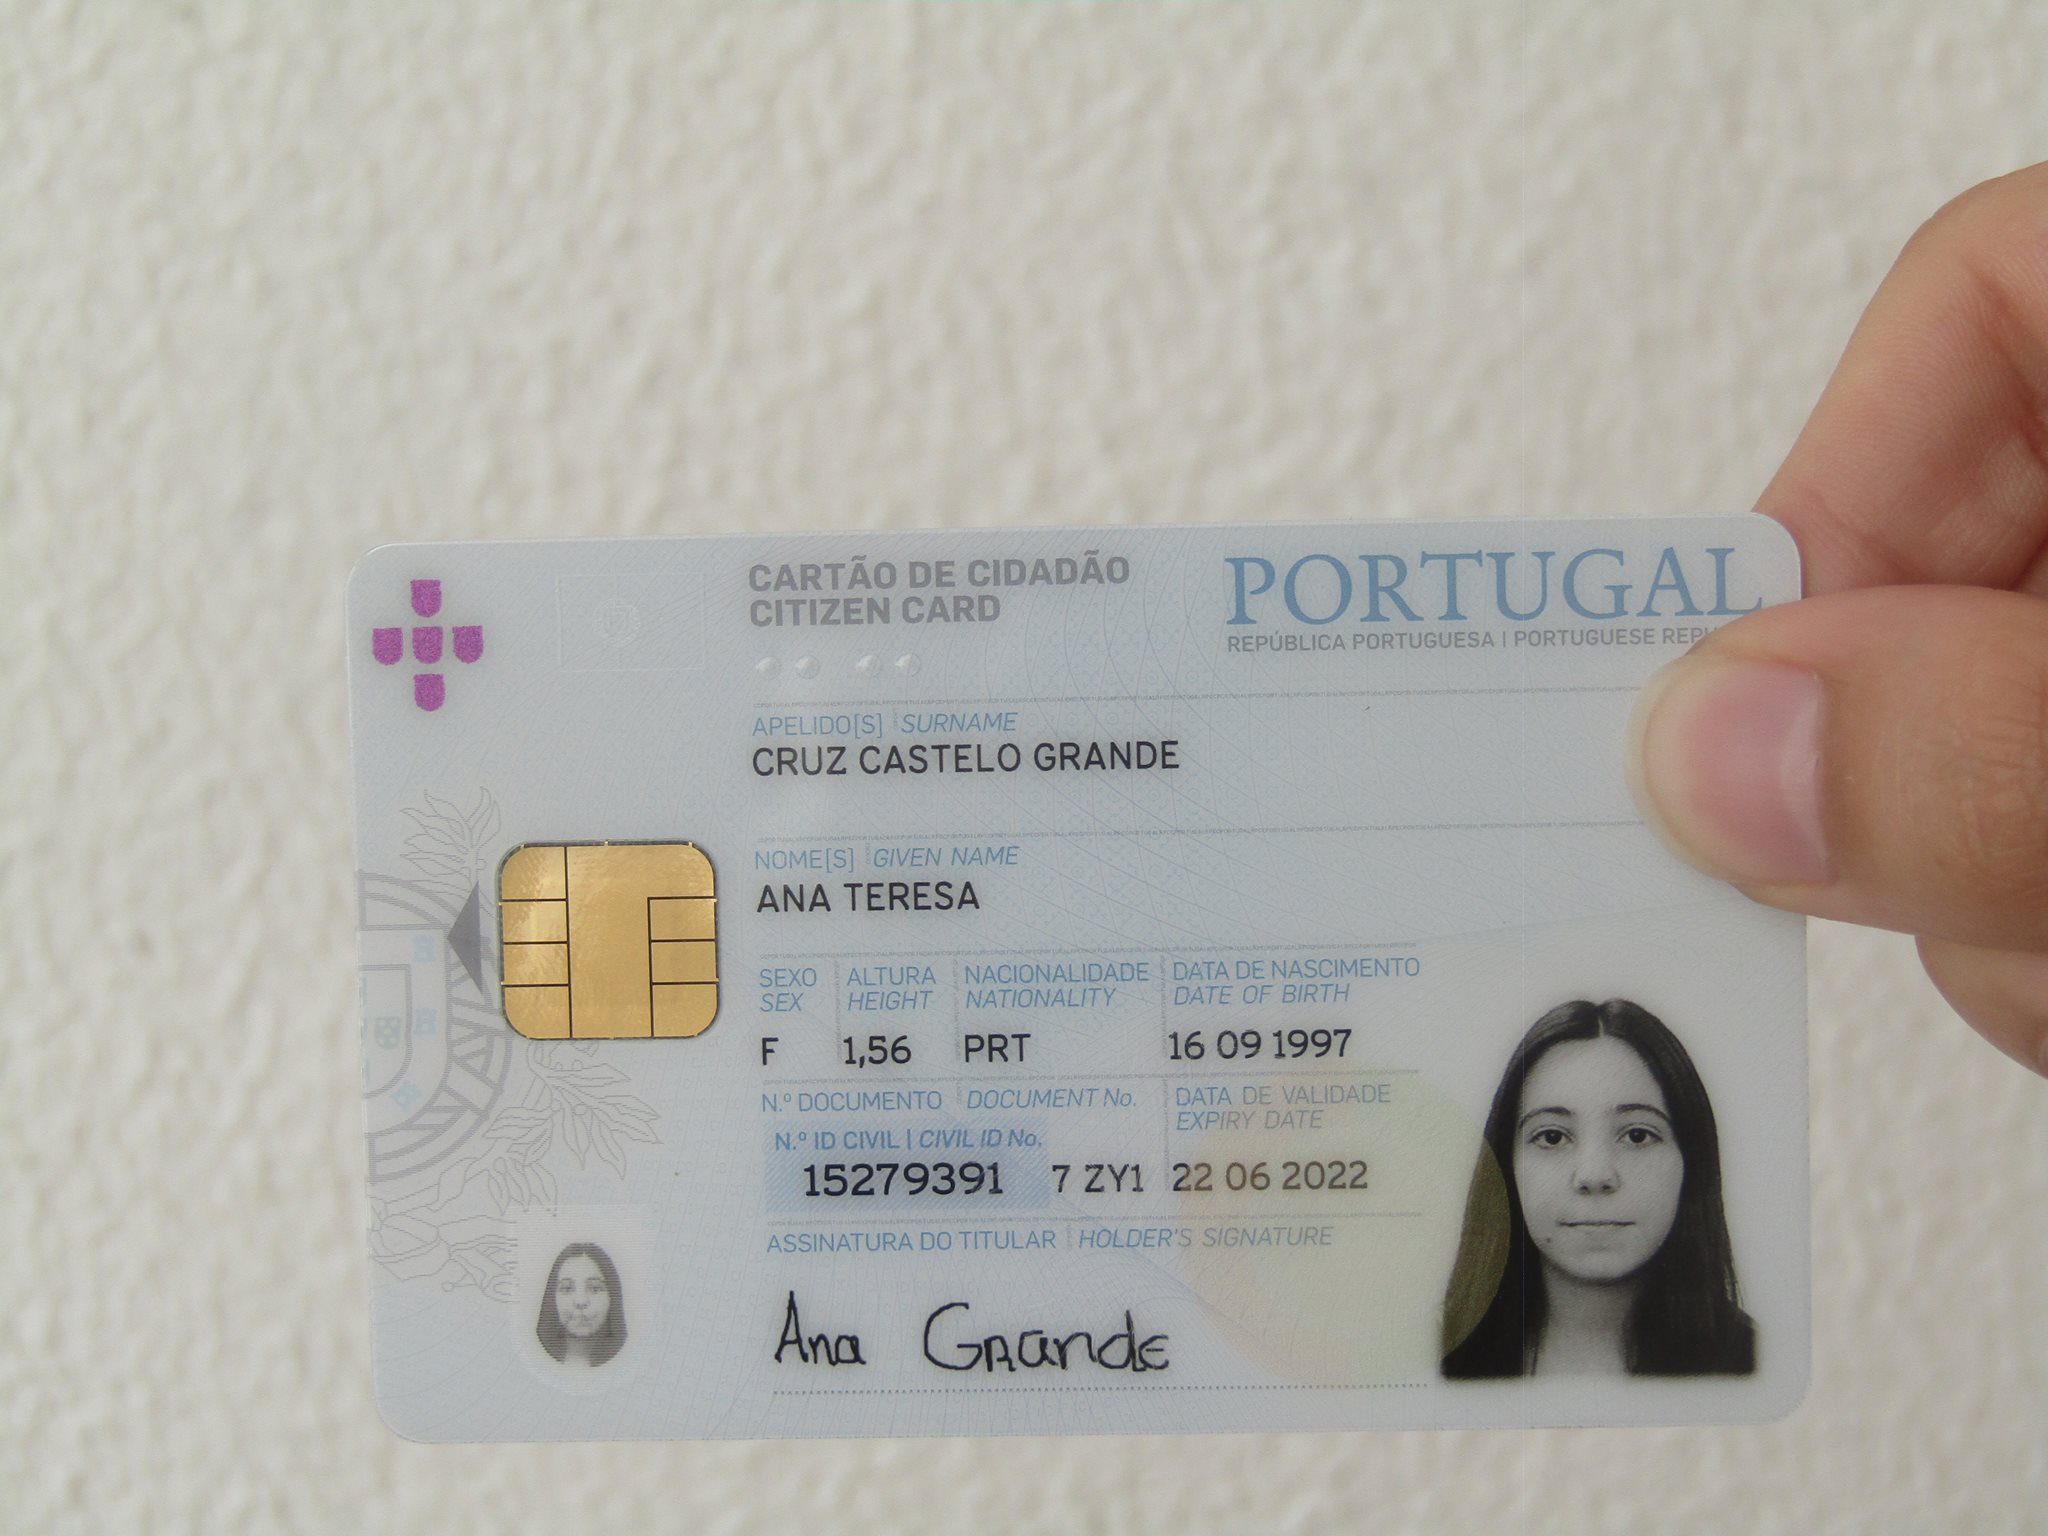 CARTÃO DE CIDADÃO
CITIZEN CARD
PORTUGAL
REPÚBLICA PORTUGUESA | PORTUGUESE
APELIDO[S] SURNAME
CRUZ CASTELO GRANDE
NOME[S] GIVEN NAME
ANA TERESA
SEXO ALTURA NACIONALIDADE DATA DE NASCIMENTO
SEX HEIGHT NATIONALITY DATE OF BIRTH
F 1,56 PRT 16 09 1997
N.º DOCUMENTO DOCUMENT No. DATA DE VALIDADE
EXPIRY DATE
N.º ID CIVIL | CIVIL ID No.
15279391 7 ZY1 22 06 2022
ASSINATURA DO TITULAR HOLDER'S SIGNATURE
Ana Grande